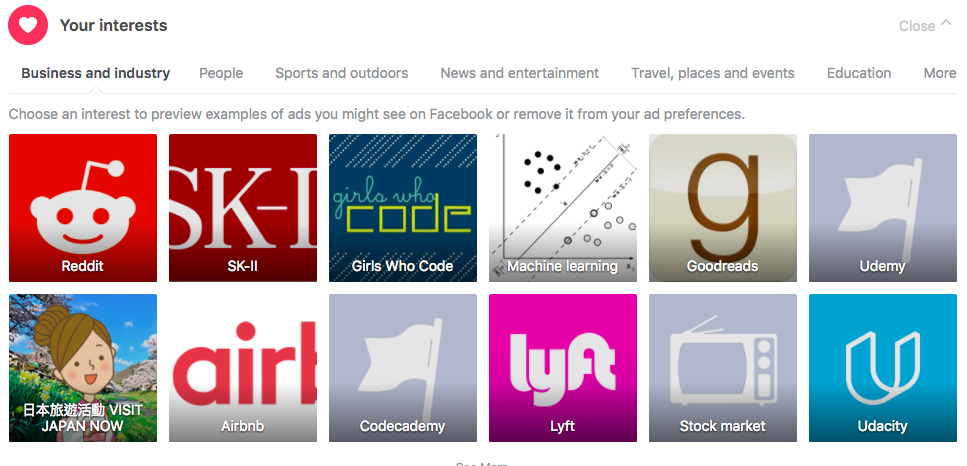 Your interests
Close
Business and industry People Sports and outdoors News and entertainment Travel, places and events Education More
Choose an interest to preview examples of ads you might see on Facebook or remove it from your ad preferences.
SK-I
girls who
code
g
x₁
Reddit SK-II Girls Who Code Machine learning Goodreads Udemy
airb
lyft
日本旅遊活動 VISIT
JAPAN NOW
Airbnb Codecademy Lyft Stock market Udacity
See More